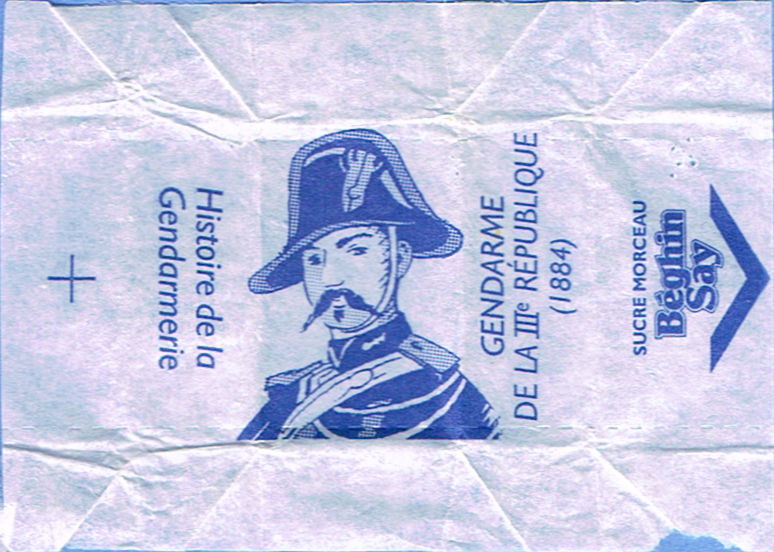 Histoire de la
Gendarmerie
GENDARME
DE LA IIIe RÉPUBLIQUE
(1884)
SUCRE MORCEAU
Béghin
Say